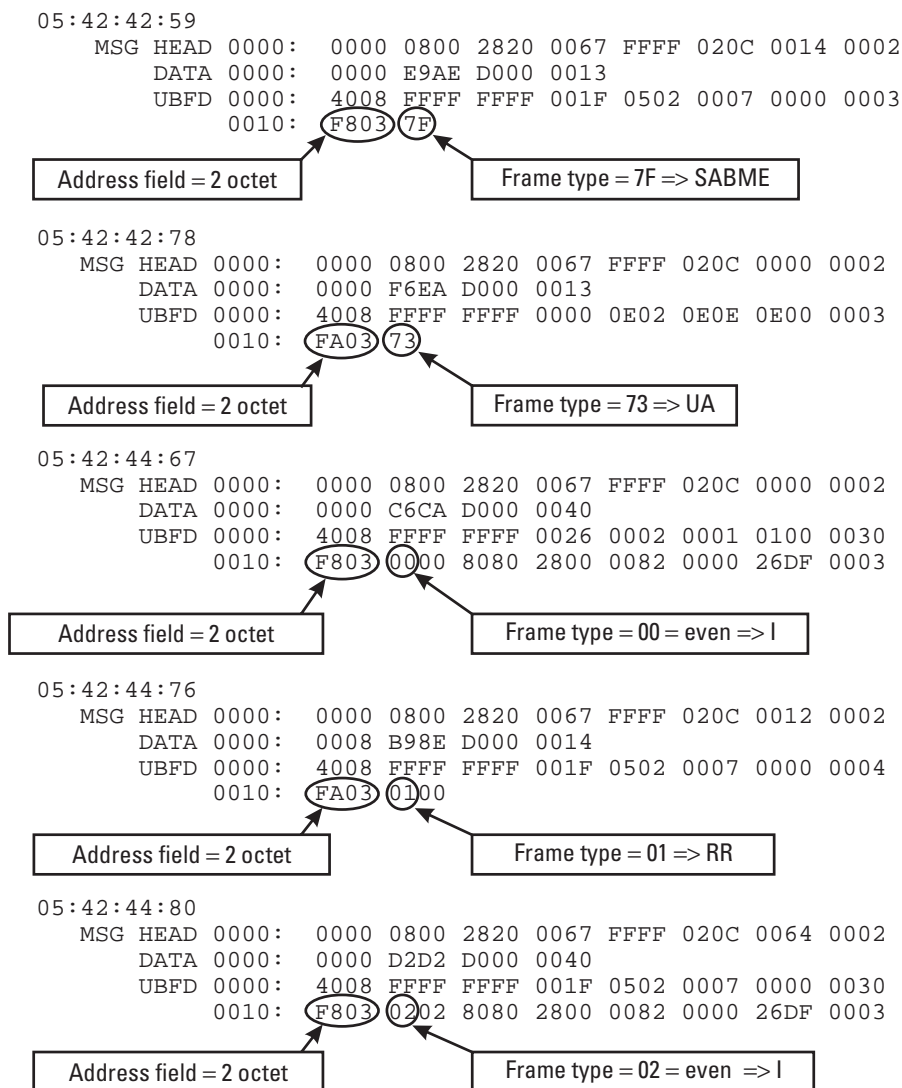 05:42:42:59
MSG HEAD 0000: 0000 0800 2820 0067 FFFF 020C 0014 0002
DATA 0000: 0000 E9AE D000 0013
UBFD 0000: 4008 FFFF FFFF 001F 0502 0007 0000 0003
0010: F803 7F
Address field = 2 octet
Frame type = 7F => SABME
05:42:42:78
MSG HEAD 0000: 0000 0800 2820 0067 FFFF 020C 0000 0002
DATA 0000: 0000 F6EA D000 0013
UBFD 0000: 4008 FFFF FFFF 0000 0E02 0E0E 0E00 0003
0010: FA03 73
Address field = 2 octet
Frame type = 73 => UA
05:42:44:67
MSG HEAD 0000: 0000 0800 2820 0067 FFFF 020C 0000 0002
DATA 0000: 0000 C6CA D000 0040
UBFD 0000: 4008 FFFF FFFF 0026 0002 0001 0100 0030
0010: F803 0000 8080 2800 0082 0000 26DF 0003
Address field = 2 octet
Frame type = 00 = even => I
05:42:44:76
MSG HEAD 0000: 0000 0800 2820 0067 FFFF 020C 0012 0002
DATA 0000: 0008 B98E D000 0014
UBFD 0000: 4008 FFFF FFFF 001F 0502 0007 0000 0004
0010: FA03 0100
Address field = 2 octet
Frame type = 01 => RR
05:42:44:80
MSG HEAD 0000: 0000 0800 2820 0067 FFFF 020C 0064 0002
DATA 0000: 0000 D2D2 D000 0040
UBFD 0000: 4008 FFFF FFFF 001F 0502 0007 0000 0030
0010: F803 0202 8080 2800 0082 0000 26DF 0003
Address field = 2 octet
Frame type = 02 = even => I